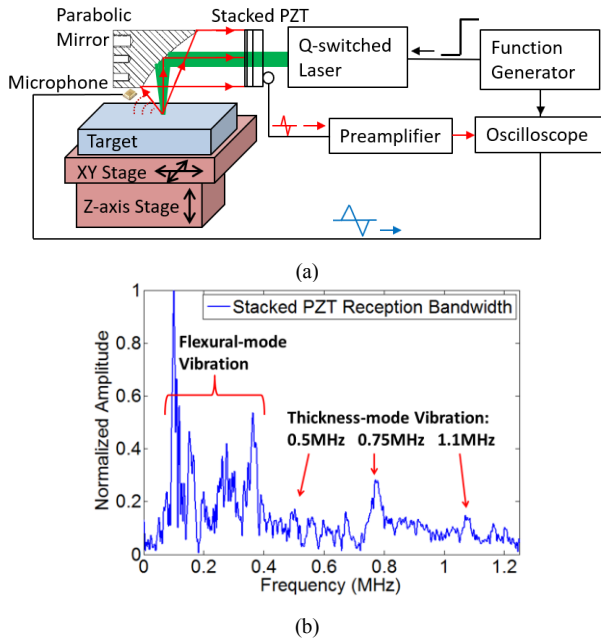 Parabolic
Mirror
Stacked PZT
Microphone
Q-switched
Laser
Function
Generator
Target
Preamplifier
Oscilloscope
XY Stage
Z-axis Stage
(a)
Stacked PZT Reception Bandwidth
Flexural-mode
Vibration
Thickness-mode Vibration:
0.5MHz 0.75MHz 1.1MHz
Normalized Amplitude
1
0.8
0.6
0.4
0.2
0
0 0.2 0.4 0.6 0.8 1 1.2
Frequency (MHz)
(b)